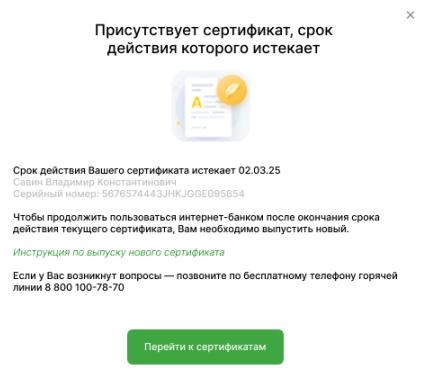 Присутствует сертификат, срок
действия которого истекает
A
Срок действия Вашего сертификата истекает 02.03.25
Савин Владимир Константинович
Серийный номер: 5676574443JHKJGGE095654
Чтобы продолжить пользоваться интернет-банком после окончания срока
действия текущего сертификата, Вам необходимо выпустить новый.
Инструкция по выпуску нового сертификата
Если у Вас возникнут вопросы — позвоните по бесплатному телефону горячей
линии 8 800 100-78-70
Перейти к сертификатам